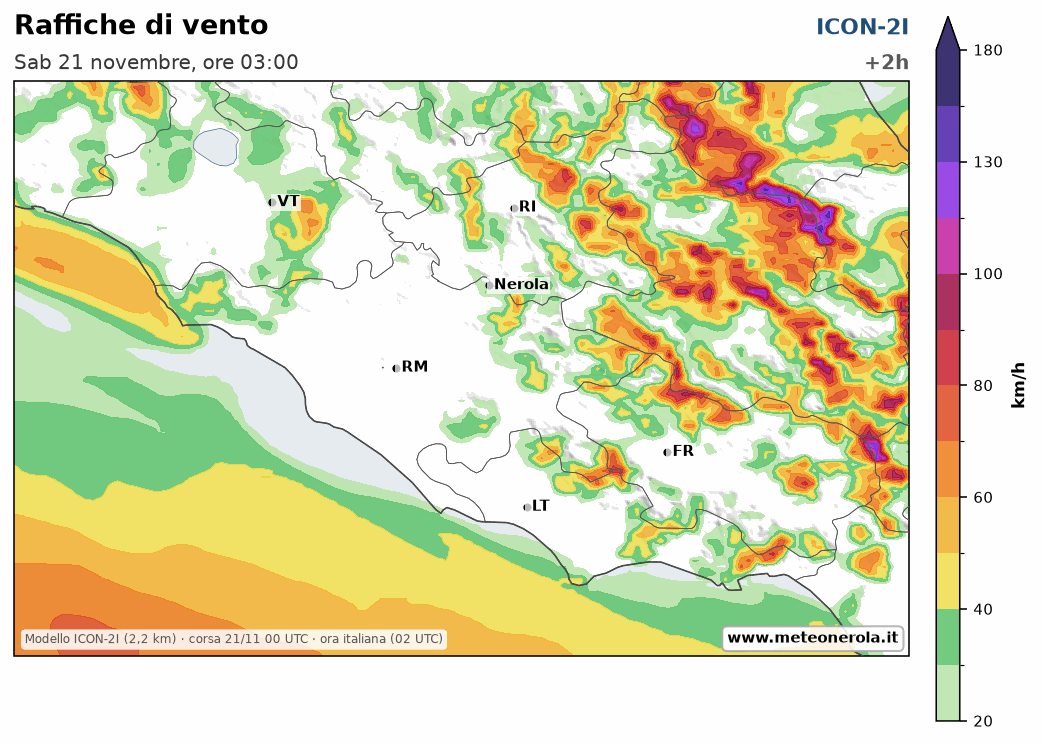 Raffiche di vento
ICON-2I
Sab 21 novembre, ore 03:00
+2h
180
130
100
80
60
40
20
km/h
VT
RI
Nerola
RM
FR
LT
Modello ICON-2I (2,2 km) · corsa 21/11 00 UTC · ora italiana (02 UTC)
www.meteonerola.it